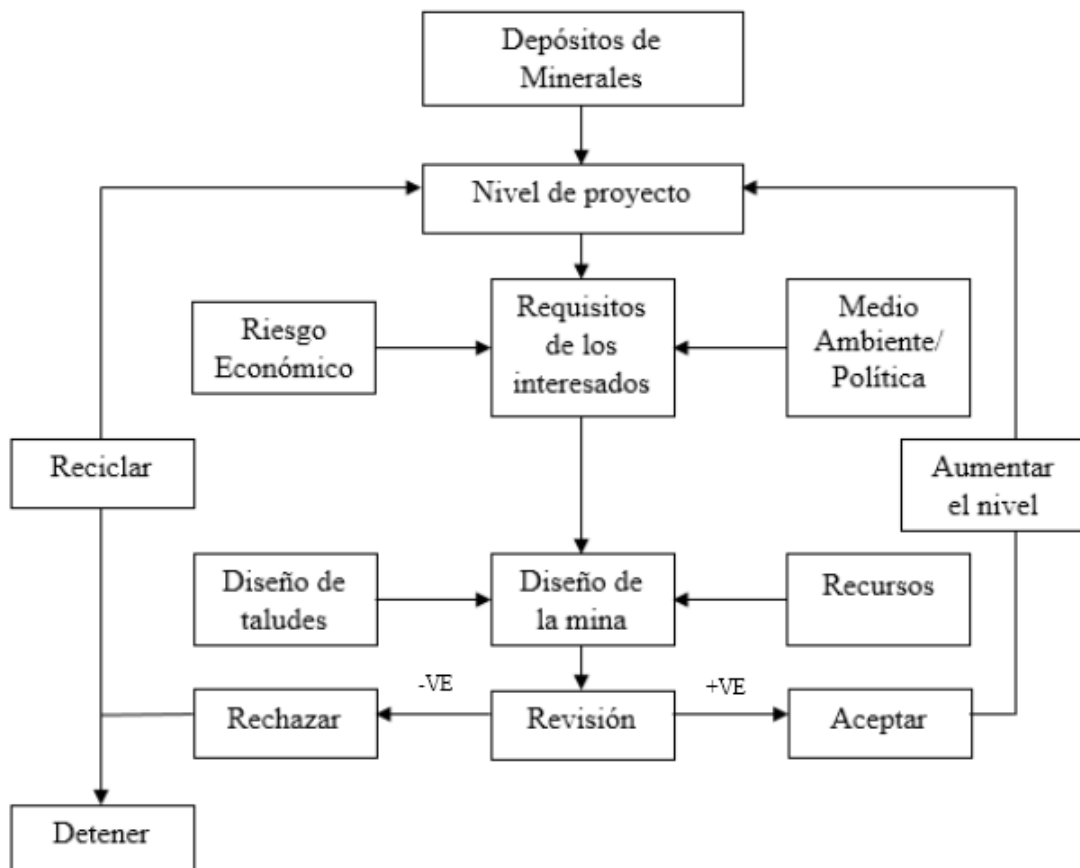 Depósitos de
Minerales
Nivel de proyecto
Riesgo
Económico
Requisitos
de los
interesados
Medio
Ambiente/
Política
Reciclar
Aumentar
el nivel
Diseño de
taludes
Diseño de
la mina
Recursos
-VE
+VE
Rechazar
Revisión
Aceptar
Detener